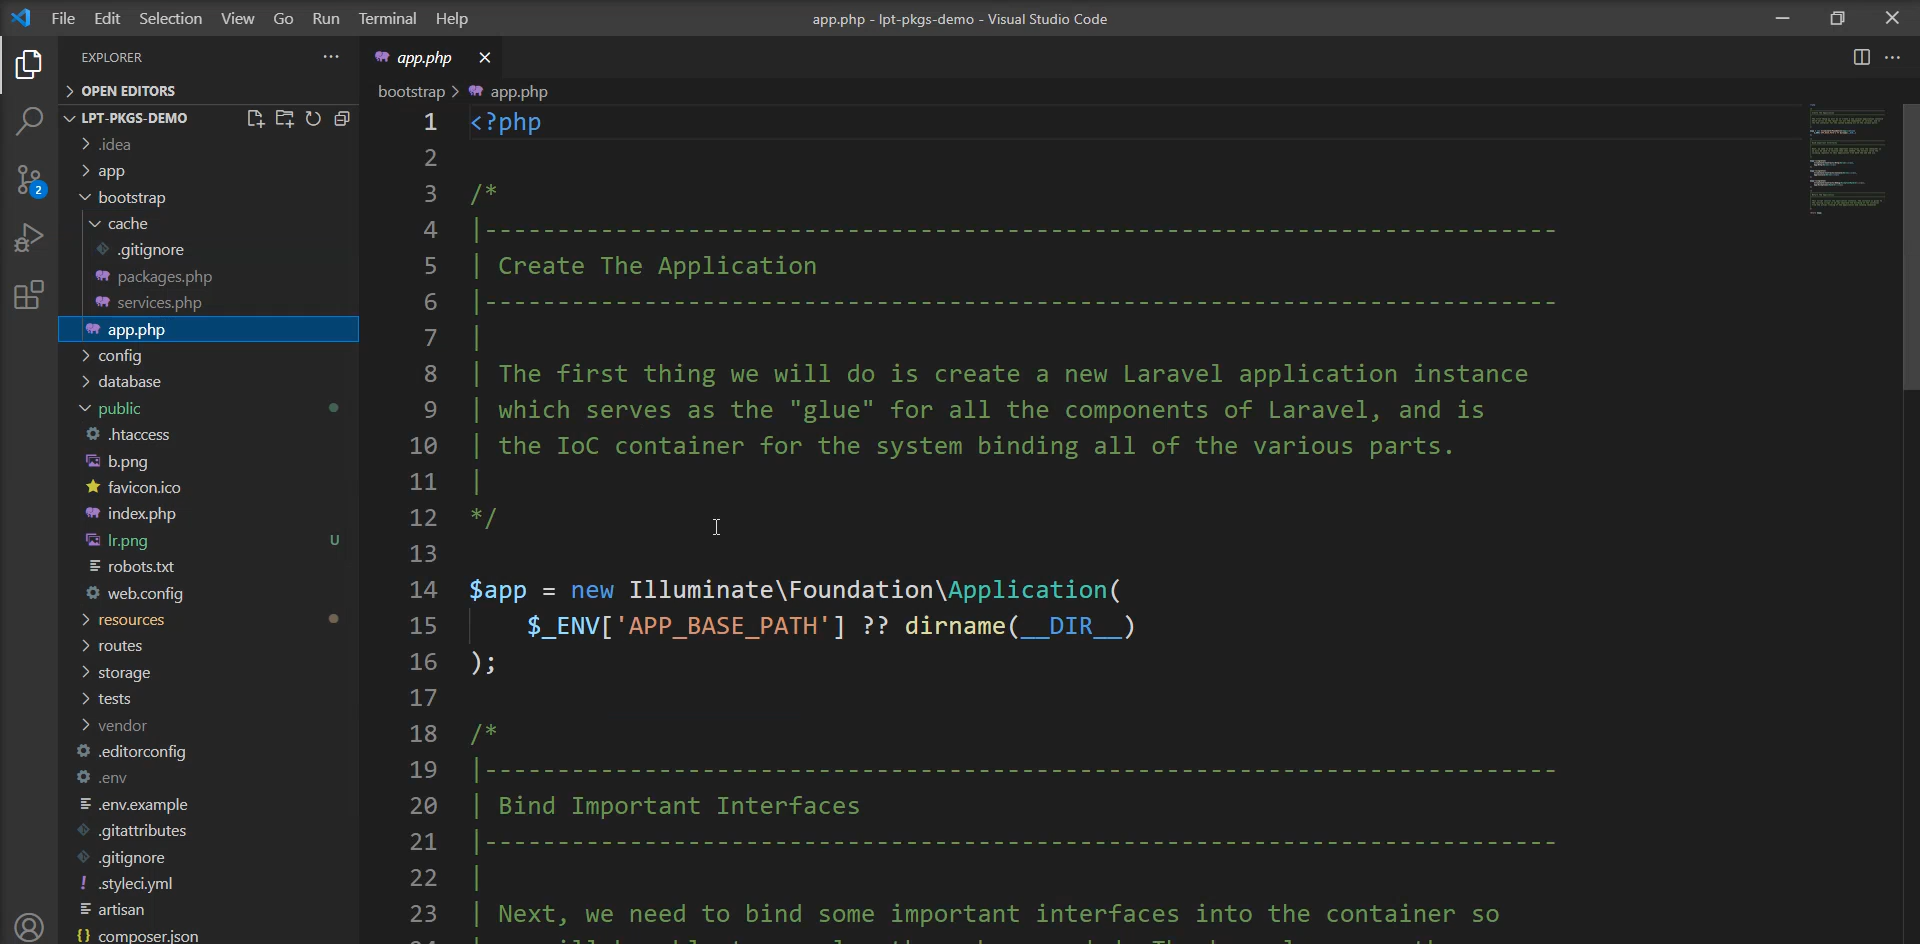 File Edit Selection View Go Run Terminal Help
app.php - lpt-pkgs-demo - Visual Studio Code
EXPLORER
OPEN EDITORS
LPT-PKGS-DEMO
.idea
app
bootstrap
cache
.gitignore
packages.php
services.php
app.php
config
database
public
.htaccess
b.png
favicon.ico
index.php
lr.png U
robots.txt
web.config
resources
routes
storage
tests
vendor
.editorconfig
.env
.env.example
.gitattributes
.gitignore
.styleci.yml
artisan
composer.json
2
app.php
bootstrap > app.php
1 <?php
2
3 /*
4 |--------------------------------------------------------------------------
5 | Create The Application
6 |--------------------------------------------------------------------------
7 |
8 | The first thing we will do is create a new Laravel application instance
9 | which serves as the "glue" for all the components of Laravel, and is
10 | the IoC container for the system binding all of the various parts.
11 |
12 */
13
14 $app = new Illuminate\Foundation\Application(
15     $_ENV['APP_BASE_PATH'] ?? dirname(__DIR__)
16 );
17
18 /*
19 |--------------------------------------------------------------------------
20 | Bind Important Interfaces
21 |--------------------------------------------------------------------------
22 |
23 | Next, we need to bind some important interfaces into the container so